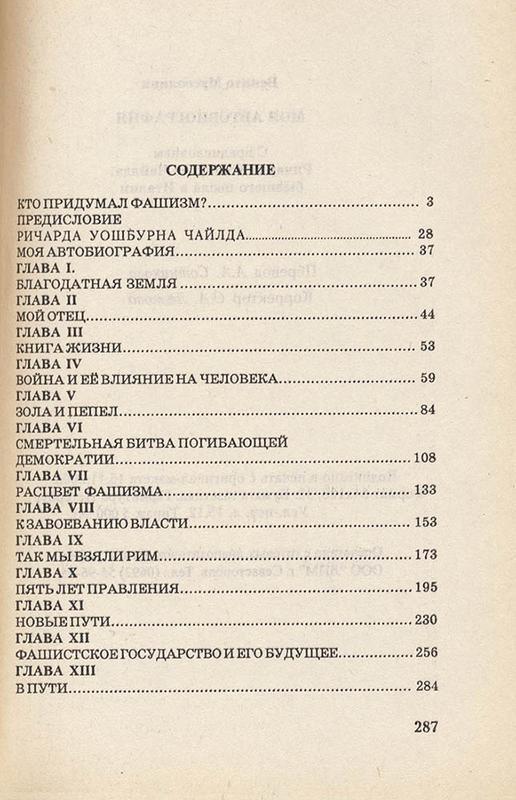 СОДЕРЖАНИЕ
КТО ПРИДУМАЛ ФАШИЗМ?........................................ 3
ПРЕДИСЛОВИЕ
РИЧАРДА УОШБУРНА ЧАЙЛДА................................ 28
МОЯ АВТОБИОГРАФИЯ............................................. 37
ГЛАВА I.
БЛАГОДАТНАЯ ЗЕМЛЯ............................................. 37
ГЛАВА II
МОЙ ОТЕЦ............................................................. 44
ГЛАВА III
КНИГА ЖИЗНИ....................................................... 53
ГЛАВА IV
ВОЙНА И ЕЁ ВЛИЯНИЕ НА ЧЕЛОВЕКА.......................... 59
ГЛАВА V
ЗОЛА И ПЕПЕЛ....................................................... 84
ГЛАВА VI
СМЕРТЕЛЬНАЯ БИТВА ПОГИБАЮЩЕЙ
ДЕМОКРАТИИ....................................................... 108
ГЛАВА VII
РАСЦВЕТ ФАШИЗМА............................................... 133
ГЛАВА VIII
К ЗАВОЕВАНИЮ ВЛАСТИ.......................................... 153
ГЛАВА IX
ТАК МЫ ВЗЯЛИ РИМ................................................ 173
ГЛАВА X
ПЯТЬ ЛЕТ ПРАВЛЕНИЯ............................................ 195
ГЛАВА XI
НОВЫЕ ПУТИ........................................................ 230
ГЛАВА XII
ФАШИСТСКОЕ ГОСУДАРСТВО И ЕГО БУДУЩЕЕ.................. 256
ГЛАВА XIII
В ПУТИ................................................................ 284
287